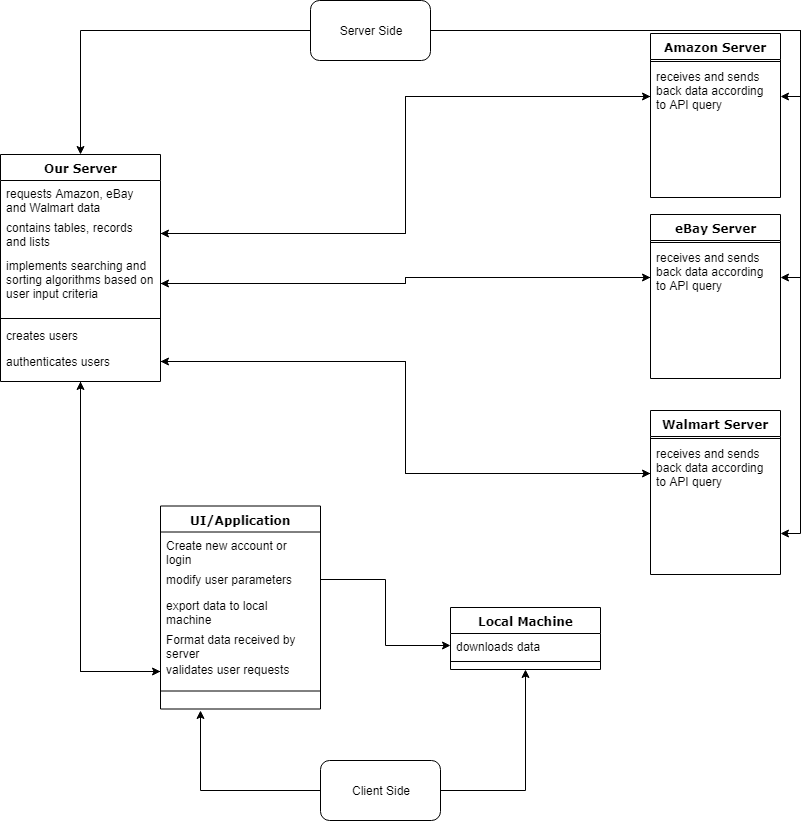 Server Side
Amazon Server
receives and sends
back data according
to API query
Our Server
requests Amazon, eBay
and Walmart data
contains tables, records
and lists
implements searching and
sorting algorithms based on
user input criteria
creates users
authenticates users
eBay Server
receives and sends
back data according
to API query
Walmart Server
receives and sends
back data according
to API query
UI/Application
Create new account or
login
modify user parameters
export data to local
machine
Format data received by
server
validates user requests
Local Machine
downloads data
Client Side